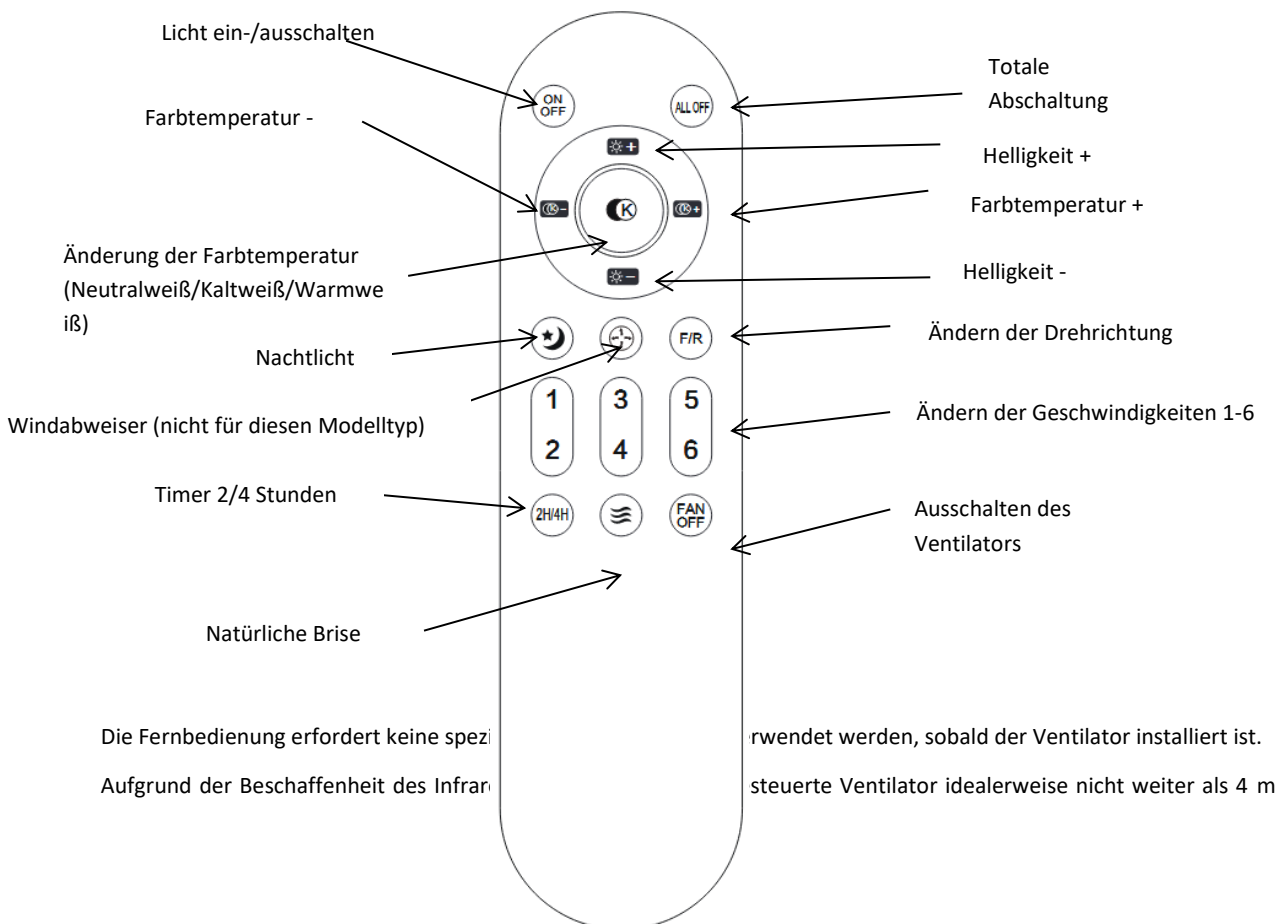 Licht ein-/ausschalten
Totale
Abschaltung
ON
OFF
ALL OFF
Farbtemperatur -
Helligkeit +
+
K -
K
K +
Farbtemperatur +
Änderung der Farbtemperatur
(Neutralweiß/Kaltweiß/Warmwe
iß)
-
Helligkeit -
F/R
Ändern der Drehrichtung
Nachtlicht
1
3
5
Windabweiser (nicht für diesen Modelltyp)
Ändern der Geschwindigkeiten 1-6
2
4
6
Timer 2/4 Stunden
2H/4H
FAN
OFF
Ausschalten des
Ventilators
Natürliche Brise
Die Fernbedienung erfordert keine spezi
rwendet werden, sobald der Ventilator installiert ist.
Aufgrund der Beschaffenheit des Infrar
steuerte Ventilator idealerweise nicht weiter als 4 m